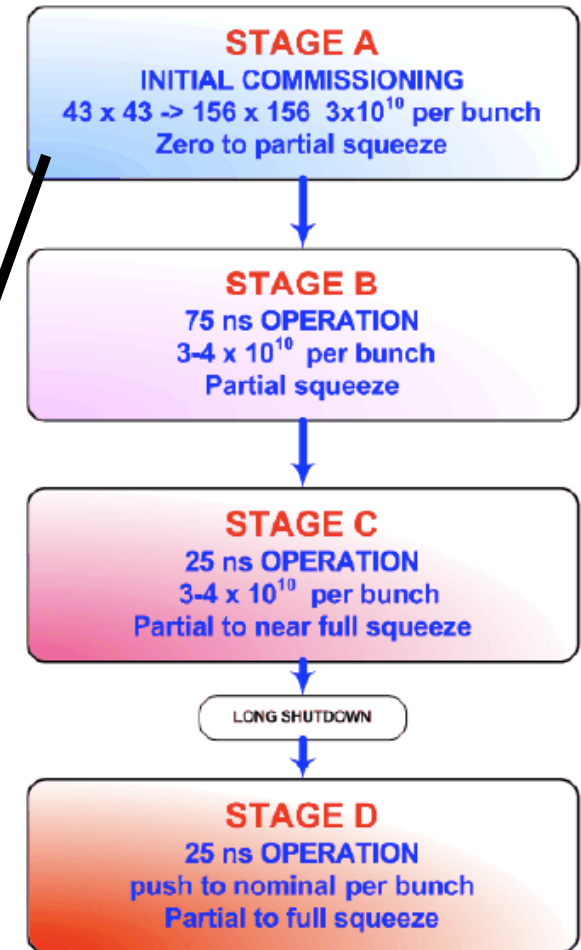 STAGE A
INITIAL COMMISSIONING
43 x 43 -> 156 x 156 3x10¹⁰ per bunch
Zero to partial squeeze
STAGE B
75 ns OPERATION
3-4 x 10¹⁰ per bunch
Partial squeeze
STAGE C
25 ns OPERATION
3-4 x 10¹⁰ per bunch
Partial to near full squeeze
LONG SHUTDOWN
STAGE D
25 ns OPERATION
push to nominal per bunch
Partial to full squeeze